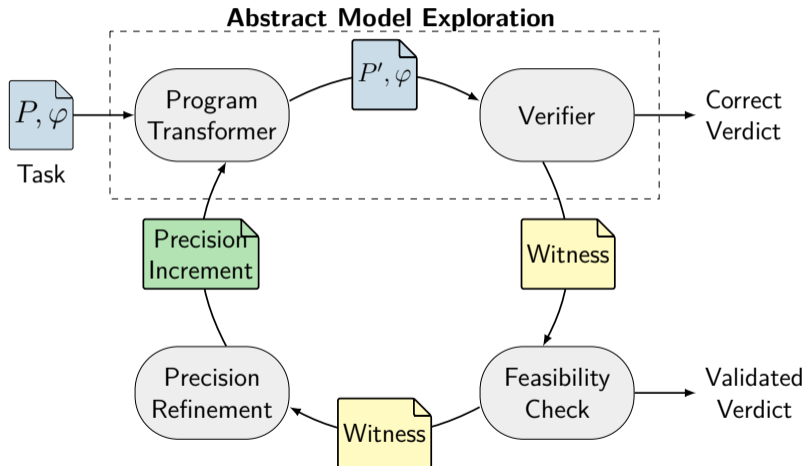 Abstract Model Exploration
P, φ
Task
Program
Transformer
P′, φ
Verifier
Correct
Verdict
Precision
Increment
Witness
Precision
Refinement
Witness
Feasibility
Check
Validated
Verdict